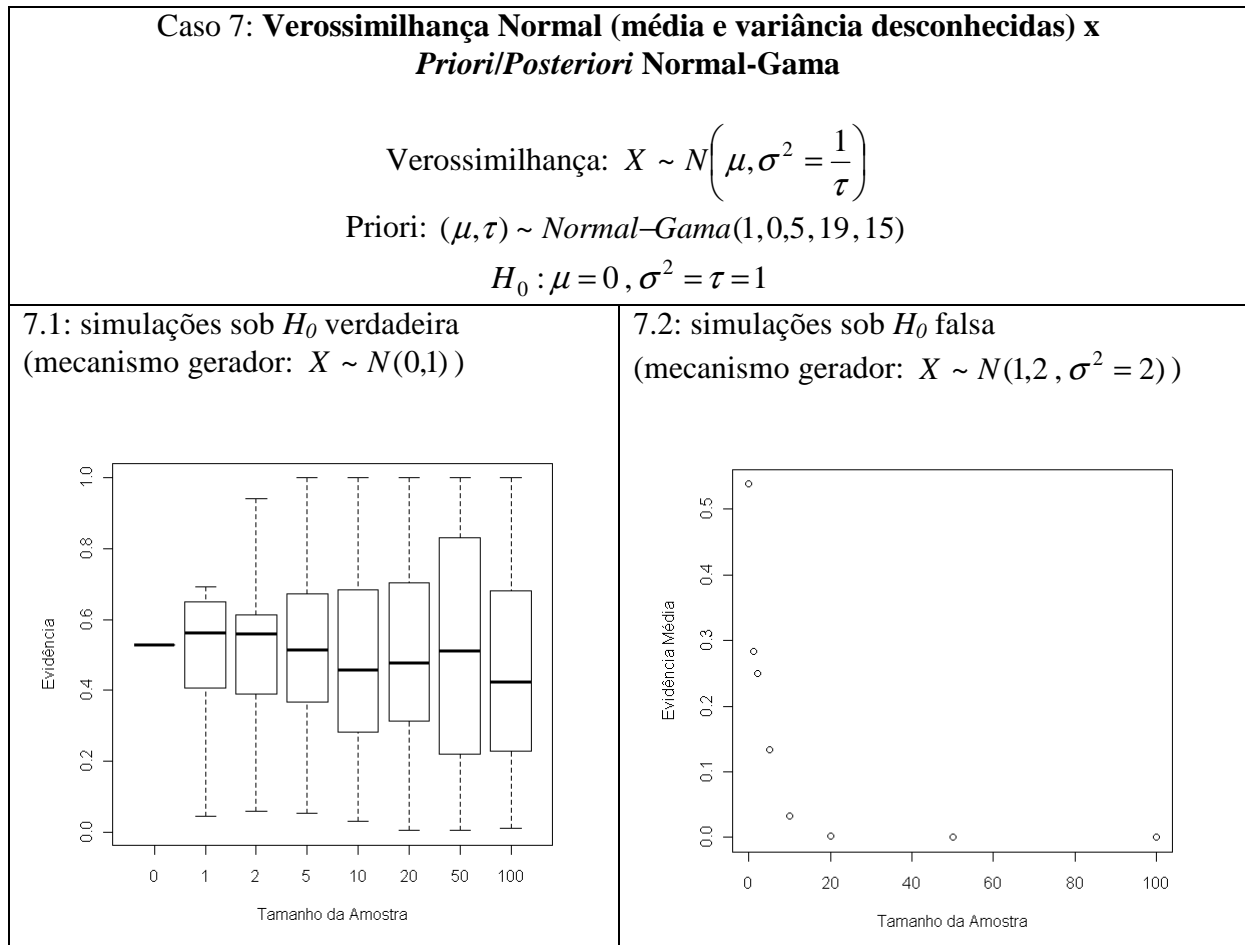 Caso 7: Verossimilhança Normal (média e variância desconhecidas) x
Priori/Posteriori Normal-Gama
Verossimilhança: X ~ N(μ, σ² = 1/τ)
Priori: (μ,τ) ~ Normal–Gama(1, 0,5, 19, 15)
H₀ : μ = 0 , σ² = τ = 1
7.1: simulações sob H₀ verdadeira
(mecanismo gerador: X ~ N(0,1) )
Evidência
1.0
0.8
0.6
0.4
0.2
0.0
0 1 2 5 10 20 50 100
Tamanho da Amostra
7.2: simulações sob H₀ falsa
(mecanismo gerador: X ~ N(1,2 , σ² = 2) )
Evidência Média
0.5
0.4
0.3
0.2
0.1
0.0
0 20 40 60 80 100
Tamanho da Amostra